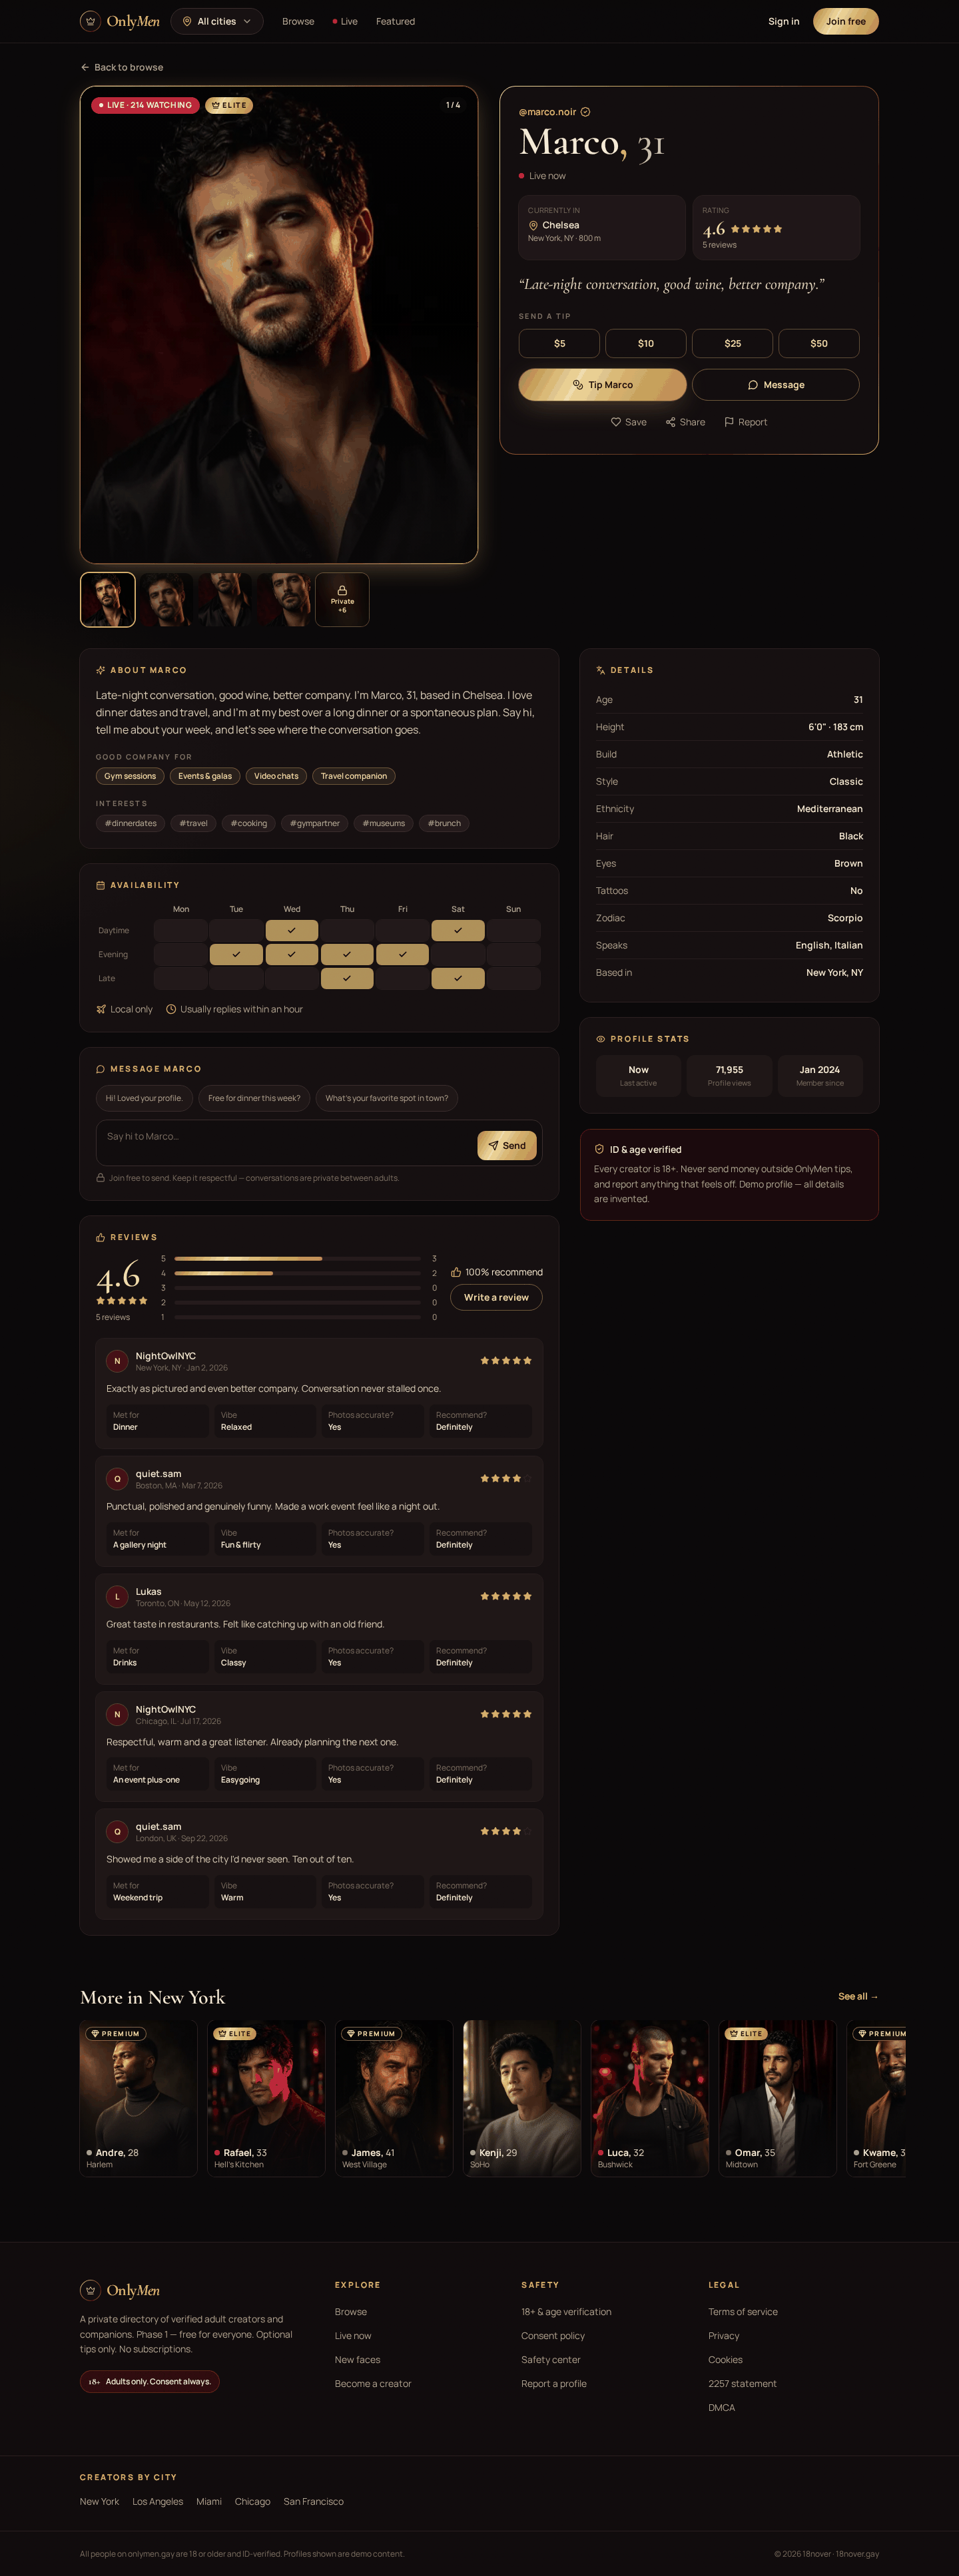 OnlyMen
All cities
Browse
Live
Featured
Sign in
Join free
Back to browse
LIVE · 214 WATCHING
ELITE
1 / 4
@marco.noir
Marco, 31
Live now
CURRENTLY IN
Chelsea
New York, NY · 800 m
RATING
4.6
5 reviews
“Late-night conversation, good wine, better company.”
SEND A TIP
$5
$10
$25
$50
Tip Marco
Message
Save
Share
Report
Private
+6
ABOUT MARCO
Late-night conversation, good wine, better company. I'm Marco, 31, based in Chelsea. I love
dinner dates and travel, and I'm at my best over a long dinner or a spontaneous plan. Say hi,
tell me about your week, and let's see where the conversation goes.
GOOD COMPANY FOR
Gym sessions
Events & galas
Video chats
Travel companion
INTERESTS
#dinnerdates
#travel
#cooking
#gympartner
#museums
#brunch
AVAILABILITY
Mon Tue Wed Thu Fri Sat Sun
Daytime
Evening
Late
Local only
Usually replies within an hour
MESSAGE MARCO
Hi! Loved your profile.
Free for dinner this week?
What's your favorite spot in town?
Say hi to Marco…
Send
Join free to send. Keep it respectful — conversations are private between adults.
REVIEWS
4.6
5 reviews
5 3
4 2
3 0
2 0
1 0
100% recommend
Write a review
N
NightOwlNYC
New York, NY · Jan 2, 2026
Exactly as pictured and even better company. Conversation never stalled once.
Met for
Dinner
Vibe
Relaxed
Photos accurate?
Yes
Recommend?
Definitely
Q
quiet.sam
Boston, MA · Mar 7, 2026
Punctual, polished and genuinely funny. Made a work event feel like a night out.
Met for
A gallery night
Vibe
Fun & flirty
Photos accurate?
Yes
Recommend?
Definitely
L
Lukas
Toronto, ON · May 12, 2026
Great taste in restaurants. Felt like catching up with an old friend.
Met for
Drinks
Vibe
Classy
Photos accurate?
Yes
Recommend?
Definitely
N
NightOwlNYC
Chicago, IL · Jul 17, 2026
Respectful, warm and a great listener. Already planning the next one.
Met for
An event plus-one
Vibe
Easygoing
Photos accurate?
Yes
Recommend?
Definitely
Q
quiet.sam
London, UK · Sep 22, 2026
Showed me a side of the city I'd never seen. Ten out of ten.
Met for
Weekend trip
Vibe
Warm
Photos accurate?
Yes
Recommend?
Definitely
DETAILS
Age 31
Height 6'0" · 183 cm
Build Athletic
Style Classic
Ethnicity Mediterranean
Hair Black
Eyes Brown
Tattoos No
Zodiac Scorpio
Speaks English, Italian
Based in New York, NY
PROFILE STATS
Now
Last active
71,955
Profile views
Jan 2024
Member since
ID & age verified
Every creator is 18+. Never send money outside OnlyMen tips,
and report anything that feels off. Demo profile — all details
are invented.
More in New York
See all →
PREMIUM
Andre, 28
Harlem
ELITE
Rafael, 33
Hell's Kitchen
PREMIUM
James, 41
West Village
Kenji, 29
SoHo
Luca, 32
Bushwick
ELITE
Omar, 35
Midtown
PREMIUM
Kwame, 3
Fort Greene
OnlyMen
A private directory of verified adult creators and
companions. Phase 1 — free for everyone. Optional
tips only. No subscriptions.
18+ Adults only. Consent always.
EXPLORE
Browse
Live now
New faces
Become a creator
SAFETY
18+ & age verification
Consent policy
Safety center
Report a profile
LEGAL
Terms of service
Privacy
Cookies
2257 statement
DMCA
CREATORS BY CITY
New York
Los Angeles
Miami
Chicago
San Francisco
All people on onlymen.gay are 18 or older and ID-verified. Profiles shown are demo content.
© 2026 18nover · 18nover.gay